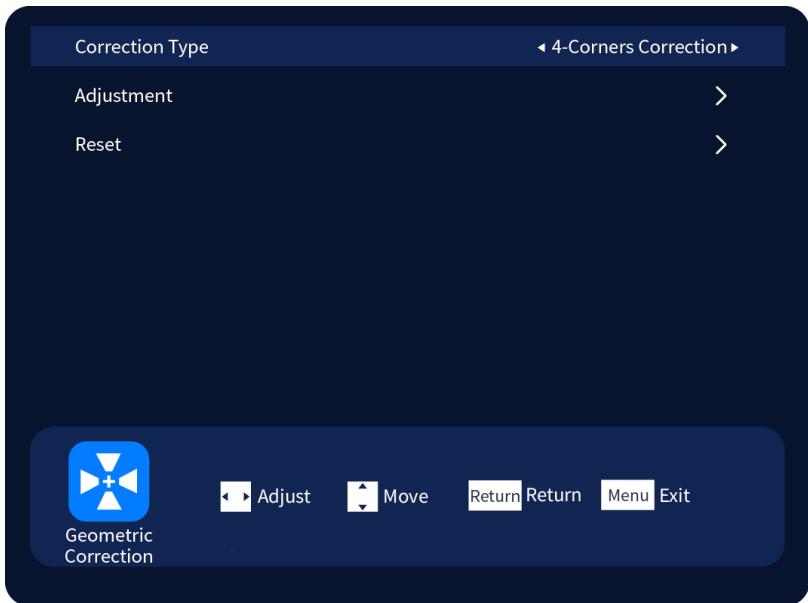 Correction Type 4-Corners Correction
Adjustment
Reset
Adjust Move Return Return Menu Exit
Geometric
Correction